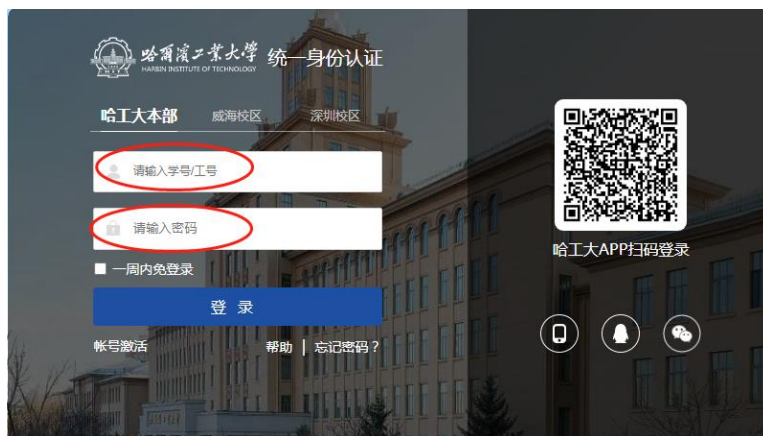 哈爾濱工業大學 统一身份认证
HARBIN INSTITUTE OF TECHNOLOGY
哈工大本部 威海校区 深圳校区
请输入学号/工号
请输入密码
一周内免登录
登 录
帐号激活 帮助 | 忘记密码？
哈工大APP扫码登录